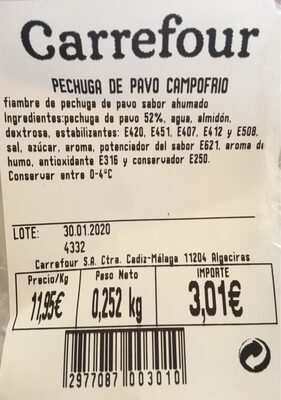 Carrefour
PECHUGA DE PAVO CAMPOFRIO
fiambre de pechuga de pavo sabor ahumado
Ingredientes:pechuga de pavo 52%, agua, almidón,
dextrosa, estabilizantes: E420, E451, E407, E412 y E508,
sal, azúcar, aroma, potenciador del sabor E621, aroma de
humo, antioxidante E316 y conservador E250.
Conservar entre 0-4°C
LOTE: 30.01.2020
4332
Carrefour S.A. Ctra. Cadiz-Málaga 11204 Algeciras
Precio/Kg Peso Neto IMPORTE
11,95€ 0,252 kg 3,01€
2977087 003010